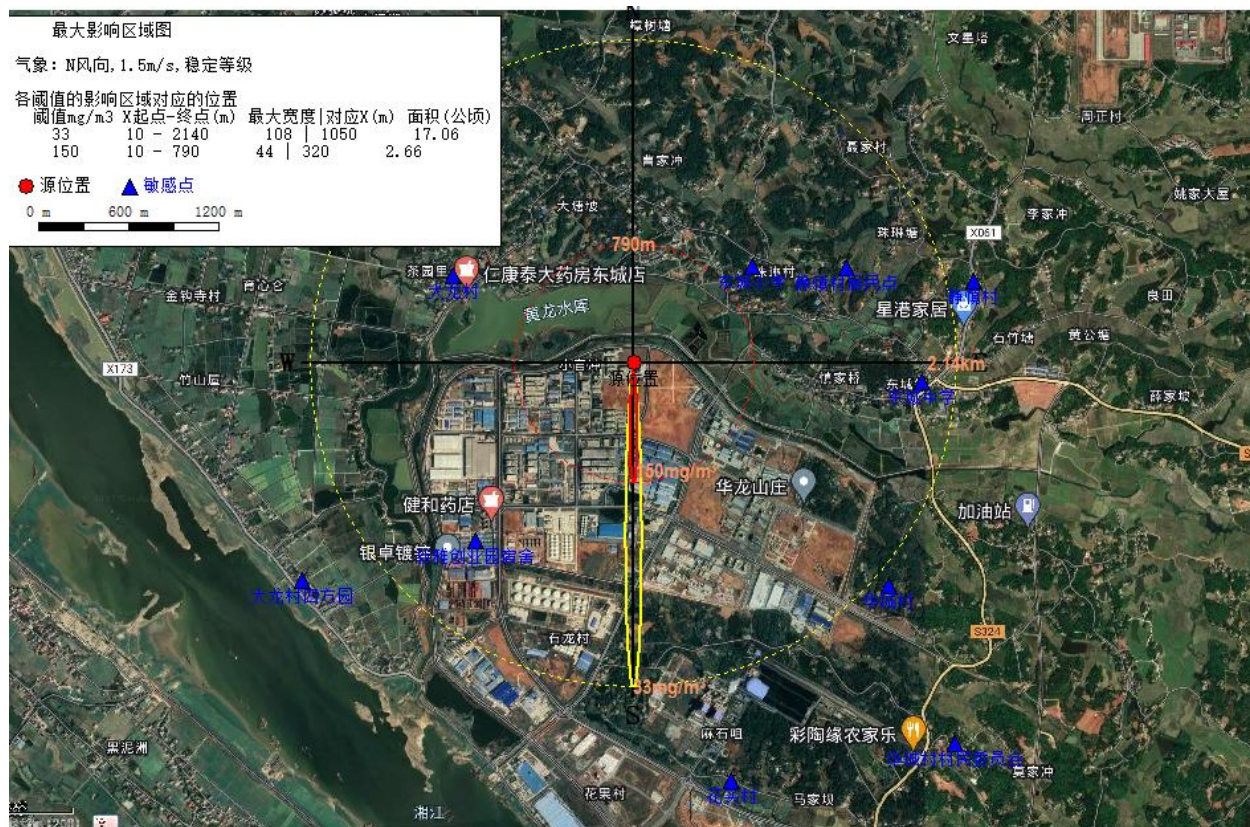 最大影响区域图
气象：N风向,1.5m/s,稳定等级
各阈值的影响区域对应的位置
阈值mg/m3 X起点-终点(m) 最大宽度|对应X(m) 面积(公顷)
33 10 - 2140 108 | 1050 17.06
150 10 - 790 44 | 320 2.66
源位置 敏感点
0 m 600 m 1200 m
N
樟树塘
文星塔
周正村
曹家冲
聂家村
姚家大屋
大塘坡
李家冲
珠琳塘
X061
790m
茶园里
仁康泰大药房东城店
大龙村
金钩寺村
黄龙水库
星港家居
良田
石竹塘
黄公塘
W
X173
竹山屋
源位置
2.14km
东城
薛家坡
150mg/m³
华龙山庄
健和药店
加油站
大龙村四方园
石龙村
S324
33mg/m³
S
麻石咀
彩陶缘农家乐
黑泥洲
莫家冲
花果村
马家坝
湘江